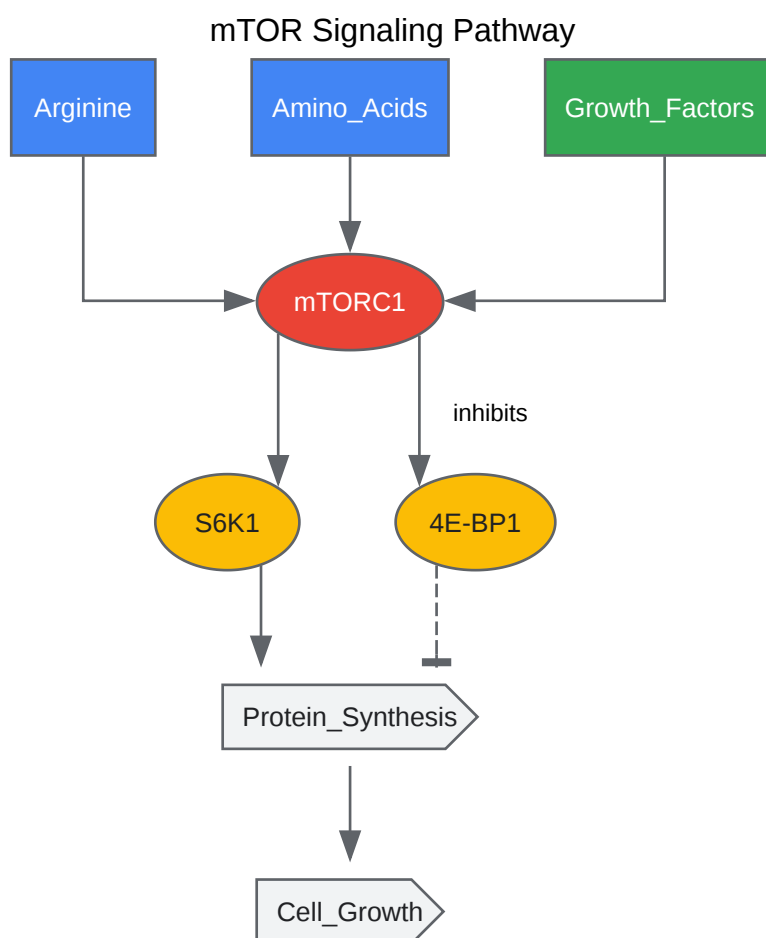 mTOR Signaling Pathway
Arginine
Amino_Acids
Growth_Factors
mTORC1
inhibits
S6K1
4E-BP1
Protein_Synthesis
Cell_Growth